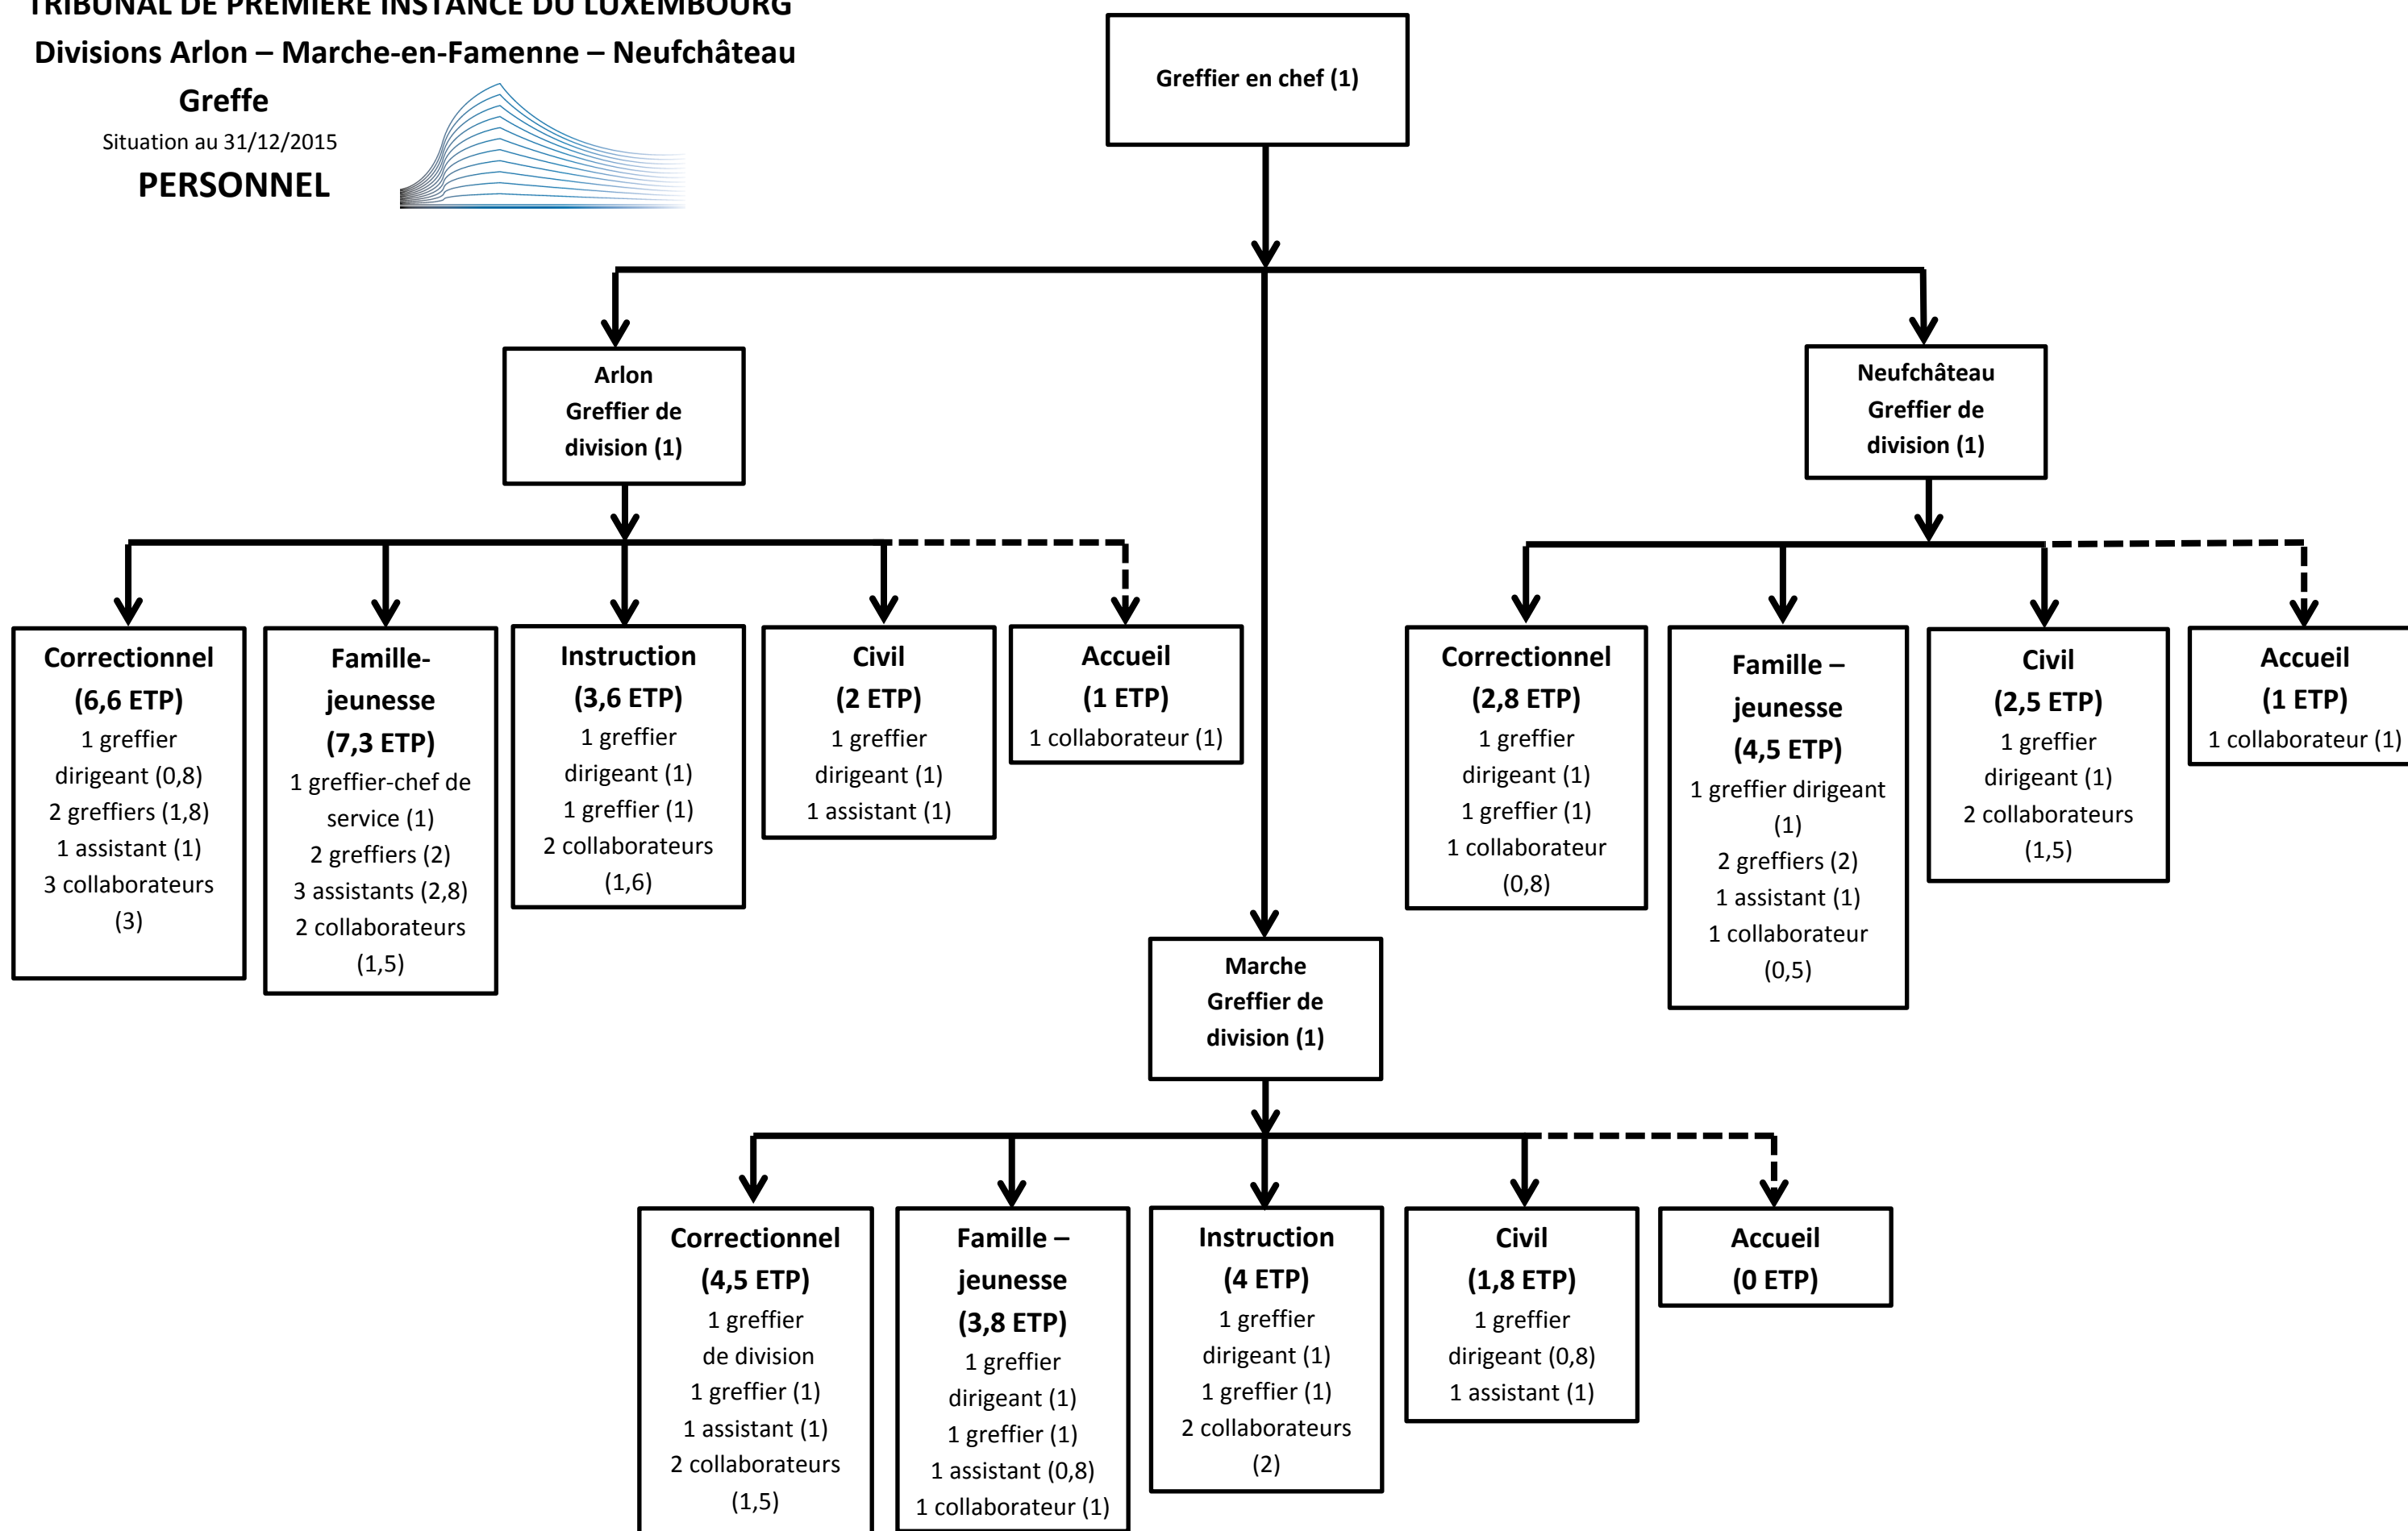 TRIBUNAL DE PREMIERE INSTANCE DU LUXEMBOURG
Divisions Arlon – Marche-en-Famenne – Neufchâteau
Greffe
Situation au 31/12/2015
PERSONNEL
Greffier en chef (1)
Arlon
Greffier de
division (1)
Neufchâteau
Greffier de
division (1)
Correctionnel
(6,6 ETP)
1 greffier
dirigeant (0,8)
2 greffiers (1,8)
1 assistant (1)
3 collaborateurs
(3)
Famille-
jeunesse
(7,3 ETP)
1 greffier-chef de
service (1)
2 greffiers (2)
3 assistants (2,8)
2 collaborateurs
(1,5)
Instruction
(3,6 ETP)
1 greffier
dirigeant (1)
1 greffier (1)
2 collaborateurs
(1,6)
Civil
(2 ETP)
1 greffier
dirigeant (1)
1 assistant (1)
Accueil
(1 ETP)
1 collaborateur (1)
Correctionnel
(2,8 ETP)
1 greffier
dirigeant (1)
1 greffier (1)
1 collaborateur
(0,8)
Famille –
jeunesse
(4,5 ETP)
1 greffier dirigeant
(1)
2 greffiers (2)
1 assistant (1)
1 collaborateur
(0,5)
Civil
(2,5 ETP)
1 greffier
dirigeant (1)
2 collaborateurs
(1,5)
Accueil
(1 ETP)
1 collaborateur (1)
Marche
Greffier de
division (1)
Correctionnel
(4,5 ETP)
1 greffier
de division
1 greffier (1)
1 assistant (1)
2 collaborateurs
(1,5)
Famille –
jeunesse
(3,8 ETP)
1 greffier
dirigeant (1)
1 greffier (1)
1 assistant (0,8)
1 collaborateur (1)
Instruction
(4 ETP)
1 greffier
dirigeant (1)
1 greffier (1)
2 collaborateurs
(2)
Civil
(1,8 ETP)
1 greffier
dirigeant (0,8)
1 assistant (1)
Accueil
(0 ETP)